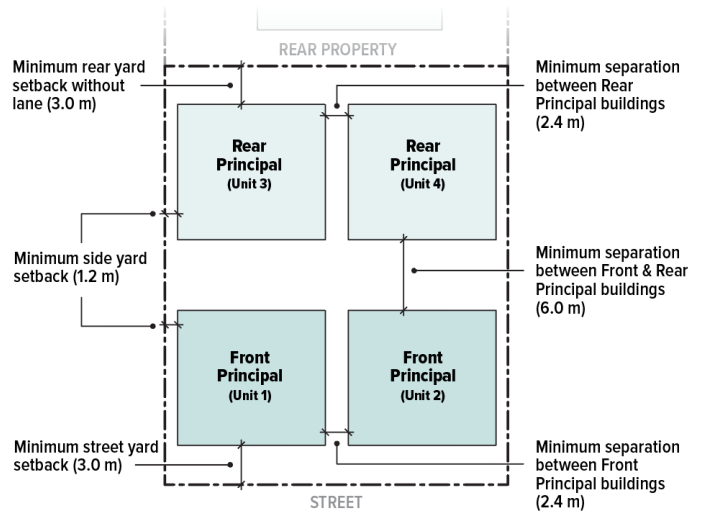 REAR PROPERTY
Minimum rear yard
setback without
lane (3.0 m)
Minimum separation
between Rear
Principal buildings
(2.4 m)
Rear
Principal
(Unit 3)
Rear
Principal
(Unit 4)
Minimum side yard
setback (1.2 m)
Minimum separation
between Front & Rear
Principal buildings
(6.0 m)
Front
Principal
(Unit 1)
Front
Principal
(Unit 2)
Minimum street yard
setback (3.0 m)
Minimum separation
between Front
Principal buildings
(2.4 m)
STREET